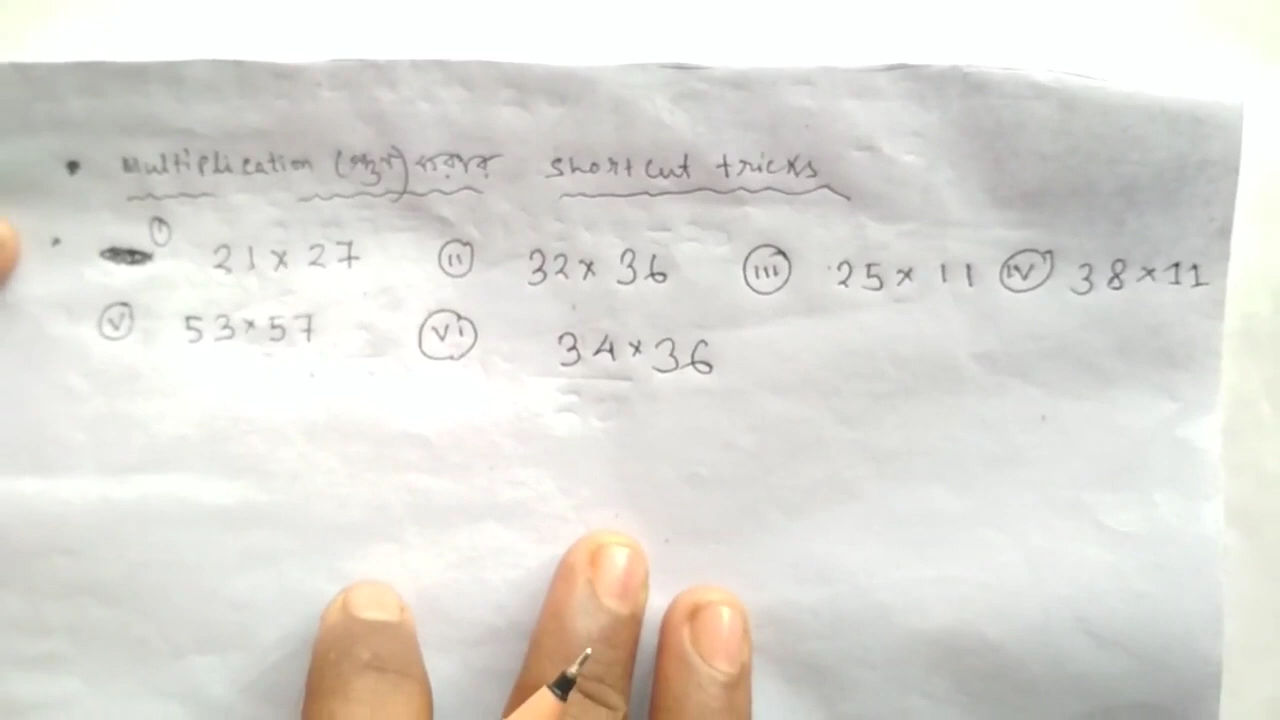 • Multiplication (গুন) করার shortcut tricks
(i) 21 × 27 (ii) 32 × 36 (iii) 25 × 11 (iv) 38 × 11
(v) 53 × 57 (vi) 34 × 36